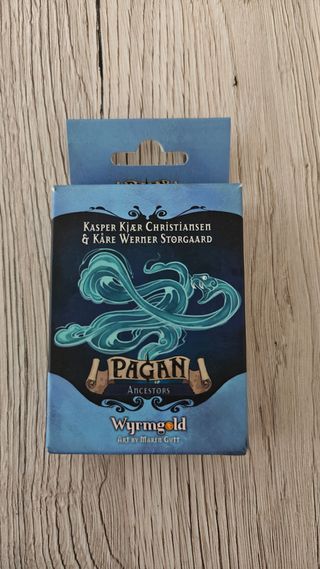 Kasper Kjær Christiansen
& Kåre Werner Storgaard
PAGAN
Ancestors
Wyrmgold
Art by Maren Gutt